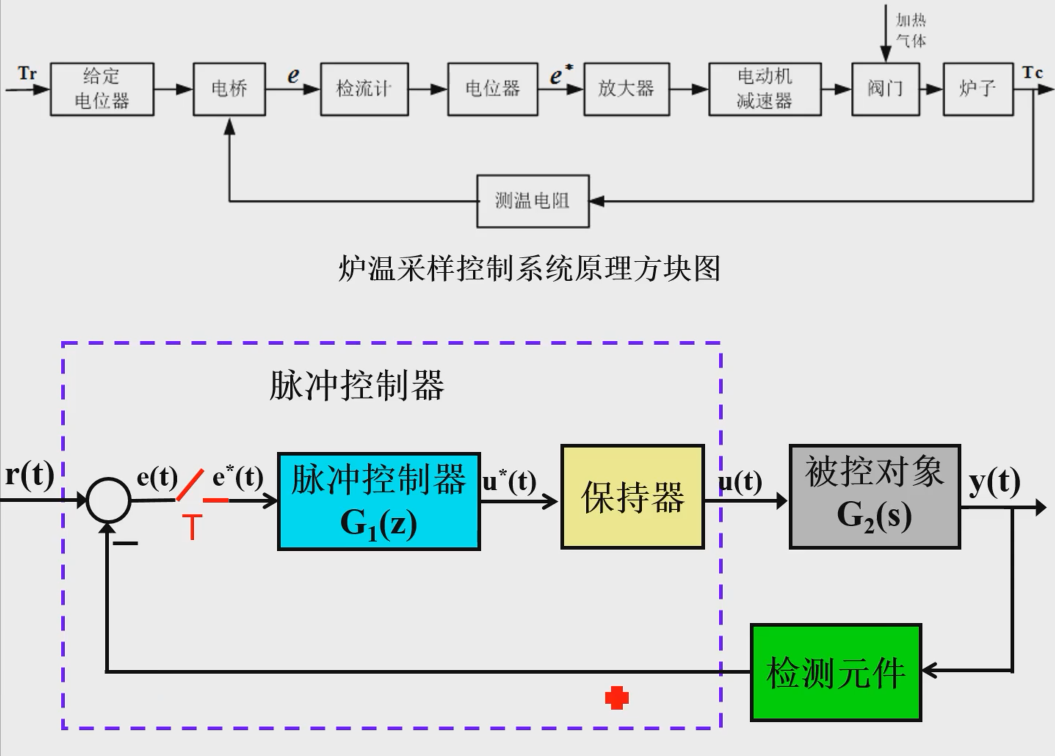 加热
气体
Tr
给定
电位器
电桥
e
检流计
电位器
e*
放大器
电动机
减速器
阀门
炉子
Tc
测温电阻
炉温采样控制系统原理方块图
脉冲控制器
r(t)
e(t)
T
e*(t)
脉冲控制器
G₁(z)
u*(t)
保持器
u(t)
被控对象
G₂(s)
y(t)
检测元件